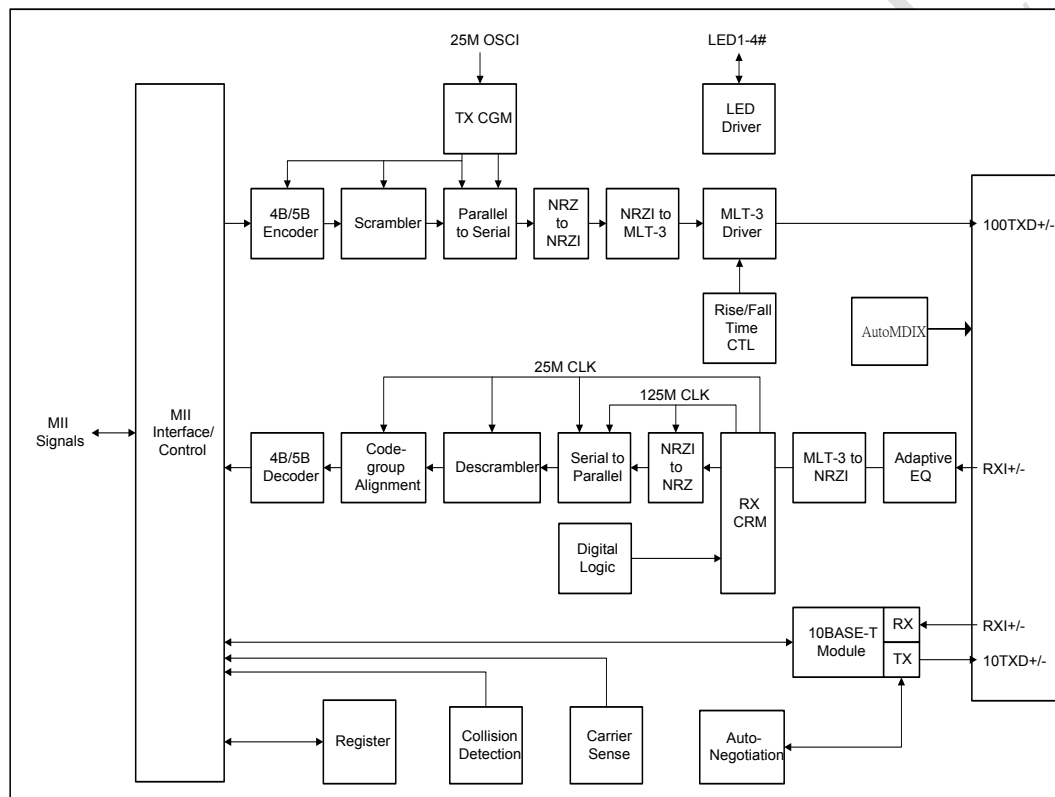 25M OSCI
LED1-4#
TX CGM
LED
Driver
4B/5B
Encoder
Scrambler
Parallel
to Serial
NRZ
to
NRZI
NRZI to
MLT-3
MLT-3
Driver
100TXD+/-
Rise/Fall
Time
CTL
AutoMDIX
25M CLK
125M CLK
MII
Signals
MII
Interface/
Control
4B/5B
Decoder
Code-
group
Alignment
Descrambler
Serial to
Parallel
NRZI
to
NRZ
RX
CRM
MLT-3 to
NRZI
Adaptive
EQ
RXI+/-
Digital
Logic
10BASE-T
Module
RX
TX
RXI+/-
10TXD+/-
Register
Collision
Detection
Carrier
Sense
Auto-
Negotiation